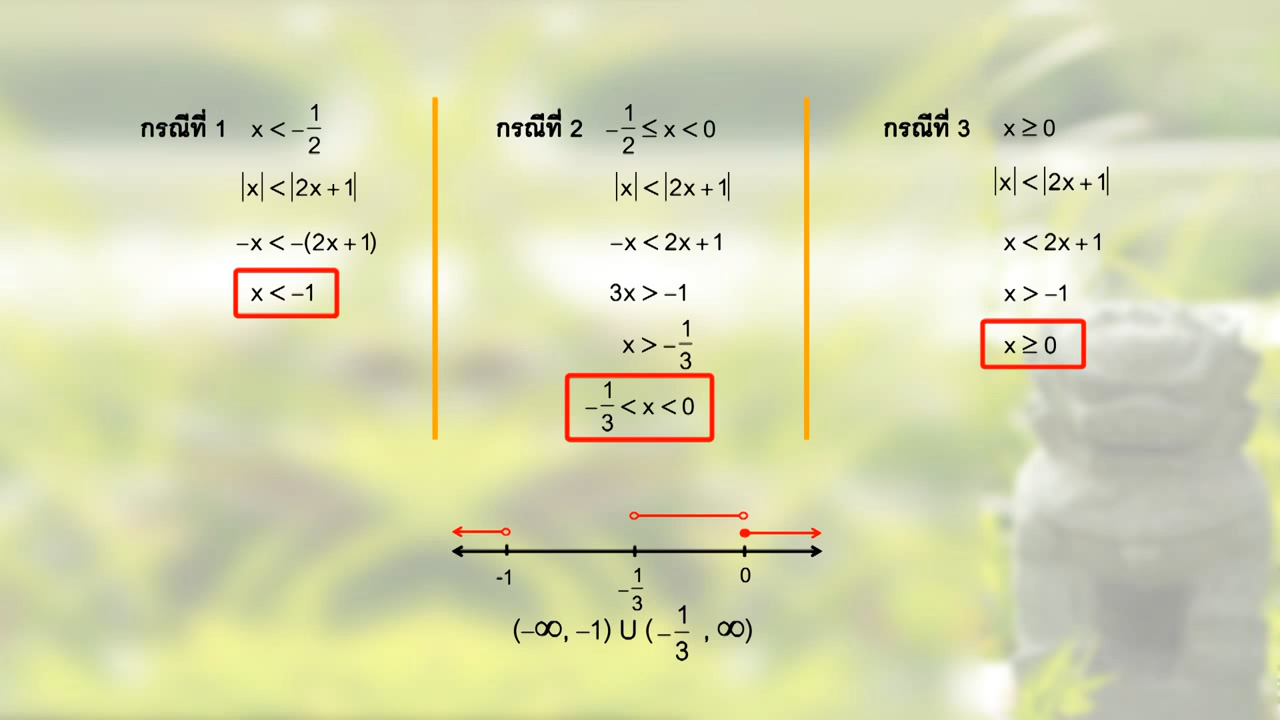 กรณีที่ 1 x < −1/2
|x| < |2x + 1|
−x < −(2x + 1)
x < −1
กรณีที่ 2 −1/2 ≤ x < 0
|x| < |2x + 1|
−x < 2x + 1
3x > −1
x > −1/3
−1/3 < x < 0
กรณีที่ 3 x ≥ 0
|x| < |2x + 1|
x < 2x + 1
x > −1
x ≥ 0
-1 −1/3 0
(−∞, −1) ∪ (−1/3 , ∞)